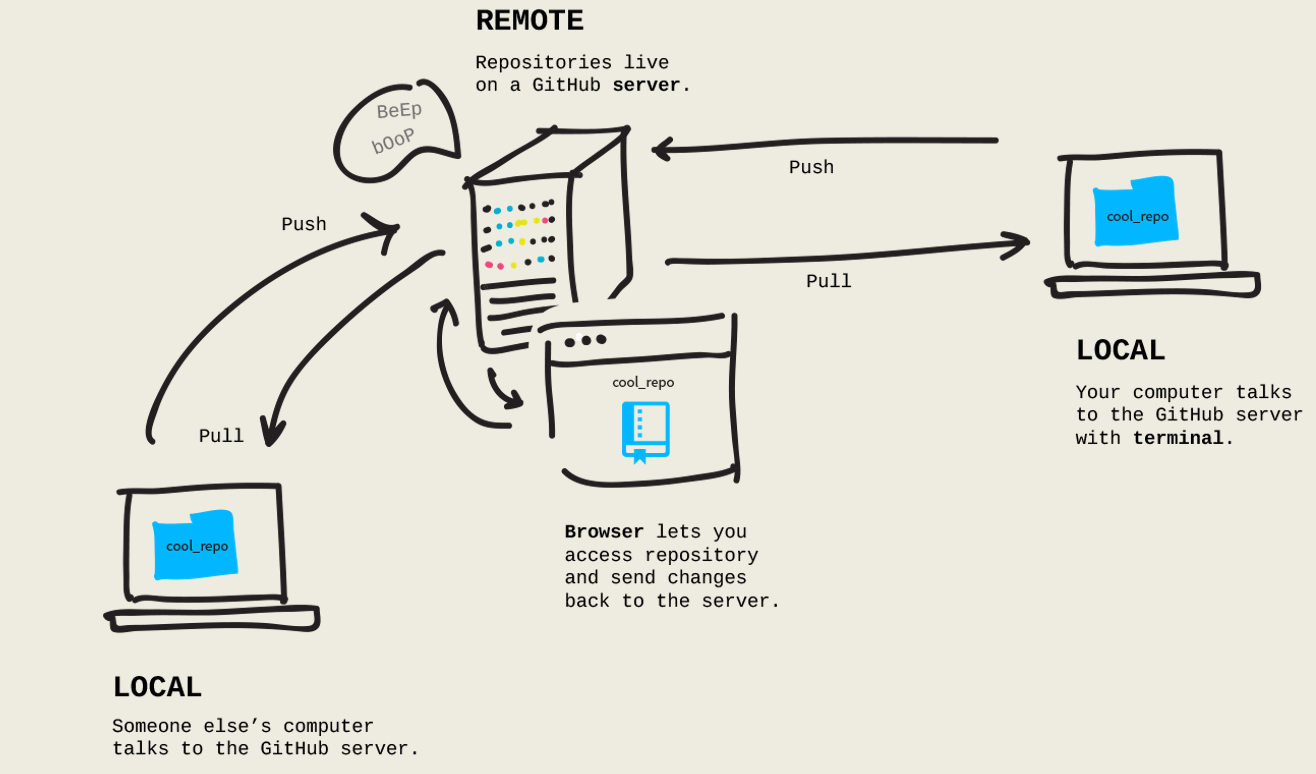 REMOTE
Repositories live
on a GitHub server.
BeEp
bOoP
Push
Pull
Push
Pull
cool_repo
LOCAL
Your computer talks
to the GitHub server
with terminal.
cool_repo
Browser lets you
access repository
and send changes
back to the server.
cool_repo
LOCAL
Someone else’s computer
talks to the GitHub server.